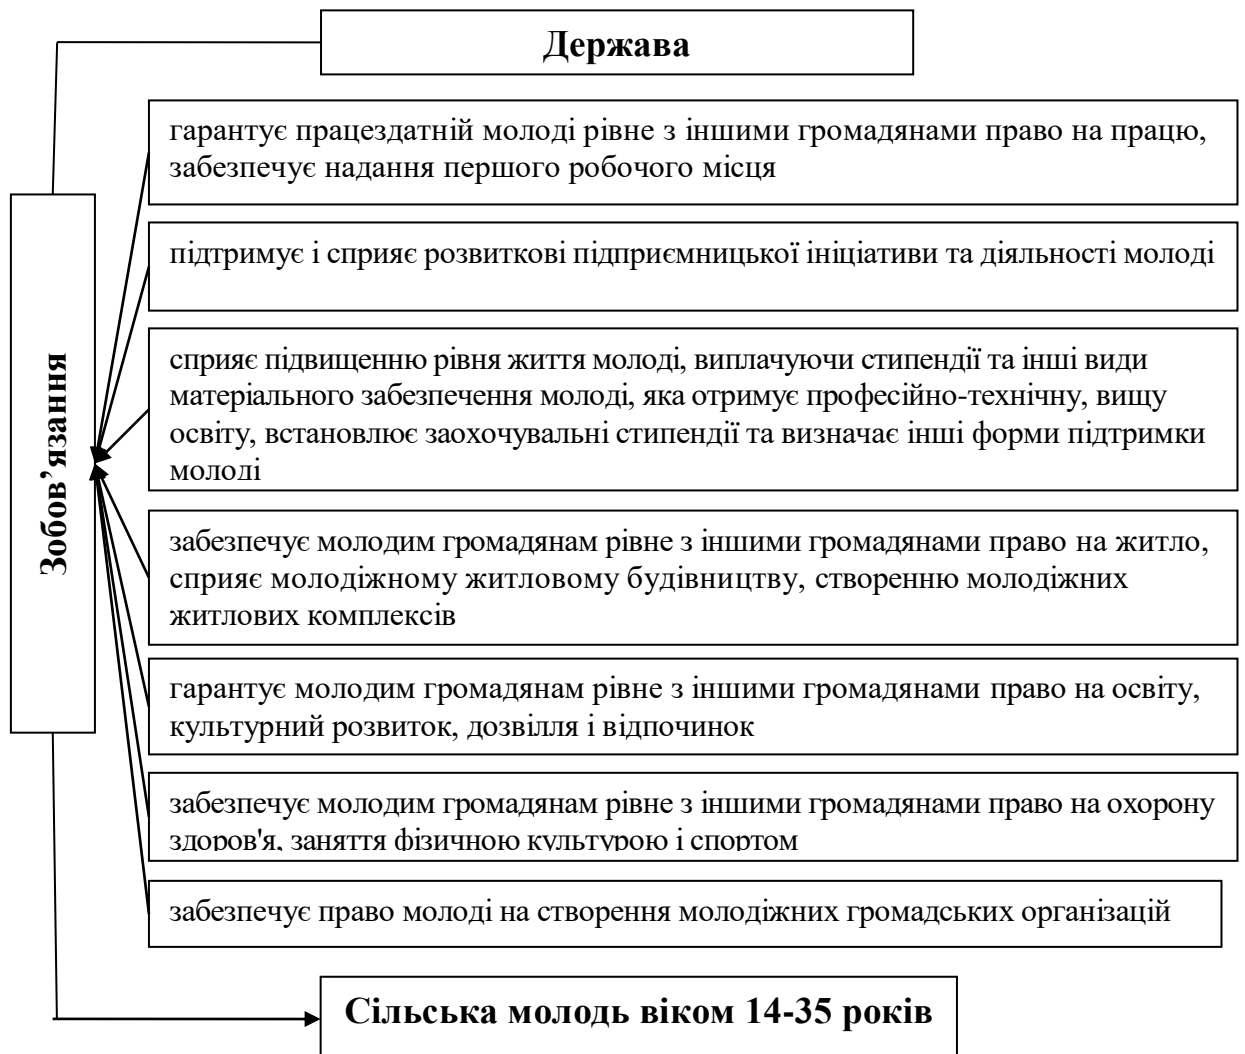 Держава
гарантує працездатній молоді рівне з іншими громадянами право на працю,
забезпечує надання першого робочого місця
підтримує і сприяє розвиткові підприємницької ініціативи та діяльності молоді
Зобов’язання
сприяє підвищенню рівня життя молоді, виплачуючи стипендії та інші види
матеріального забезпечення молоді, яка отримує професійно-технічну, вищу
освіту, встановлює заохочувальні стипендії та визначає інші форми підтримки
молоді
забезпечує молодим громадянам рівне з іншими громадянами право на житло,
сприяє молодіжному житловому будівництву, створенню молодіжних
житлових комплексів
гарантує молодим громадянам рівне з іншими громадянами право на освіту,
культурний розвиток, дозвілля і відпочинок
забезпечує молодим громадянам рівне з іншими громадянами право на охорону
здоров'я, заняття фізичною культурою і спортом
забезпечує право молоді на створення молодіжних громадських організацій
Сільська молодь віком 14-35 років